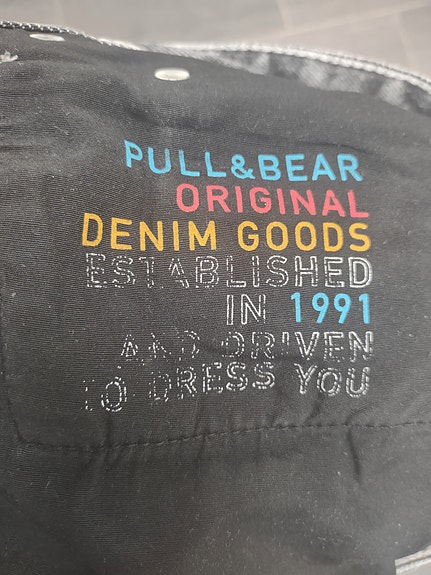 PULL&BEAR
ORIGINAL
DENIM GOODS
ESTABLISHED
IN 1991
AND DRIVEN
TO DRESS YOU